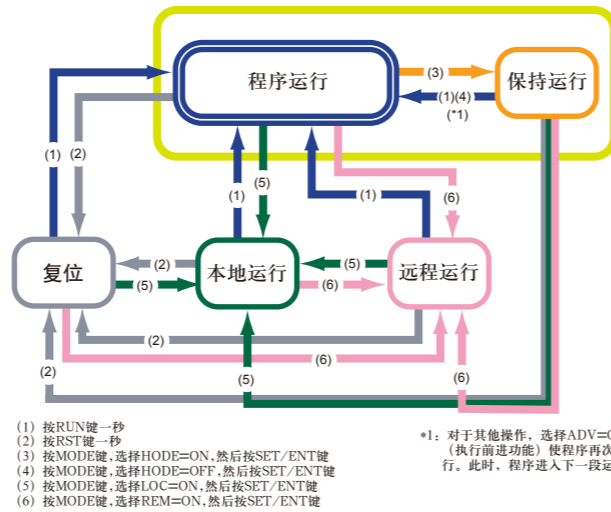 程序运行
(3)
保持运行
(1)(4)
(*1)
(1)
(2)
(1)
(5)
(1)
(6)
复位
(2)
(5)
本地运行
(5)
(6)
远程运行
(2)
(6)
(2)
(5)
(6)
(1) 按RUN键一秒
(2) 按RST键一秒
(3) 按MODE键,选择HODE=ON,然后按SET/ENT键
(4) 按MODE键,选择HODE=OFF,然后按SET/ENT键
(5) 按MODE键,选择LOC=ON,然后按SET/ENT键
(6) 按MODE键,选择REM=ON,然后按SET/ENT键
*1: 对于其他操作, 选择ADV=
(执行前进功能) 使程序再次
行。此时, 程序进入下一段运